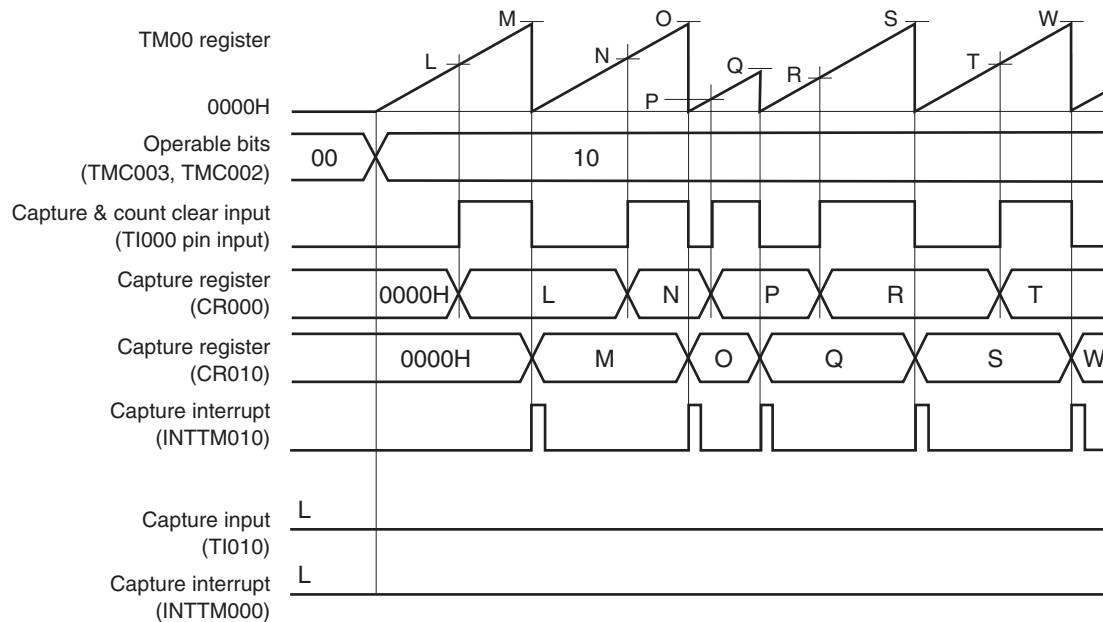 M O S W
L N Q R T
P
TM00 register
0000H
Operable bits
(TMC003, TMC002)
00 10
Capture & count clear input
(TI000 pin input)
Capture register
(CR000)
0000H L N P R T
Capture register
(CR010)
0000H M O Q S W
Capture interrupt
(INTTM010)
L
Capture input
(TI010)
L
Capture interrupt
(INTTM000)